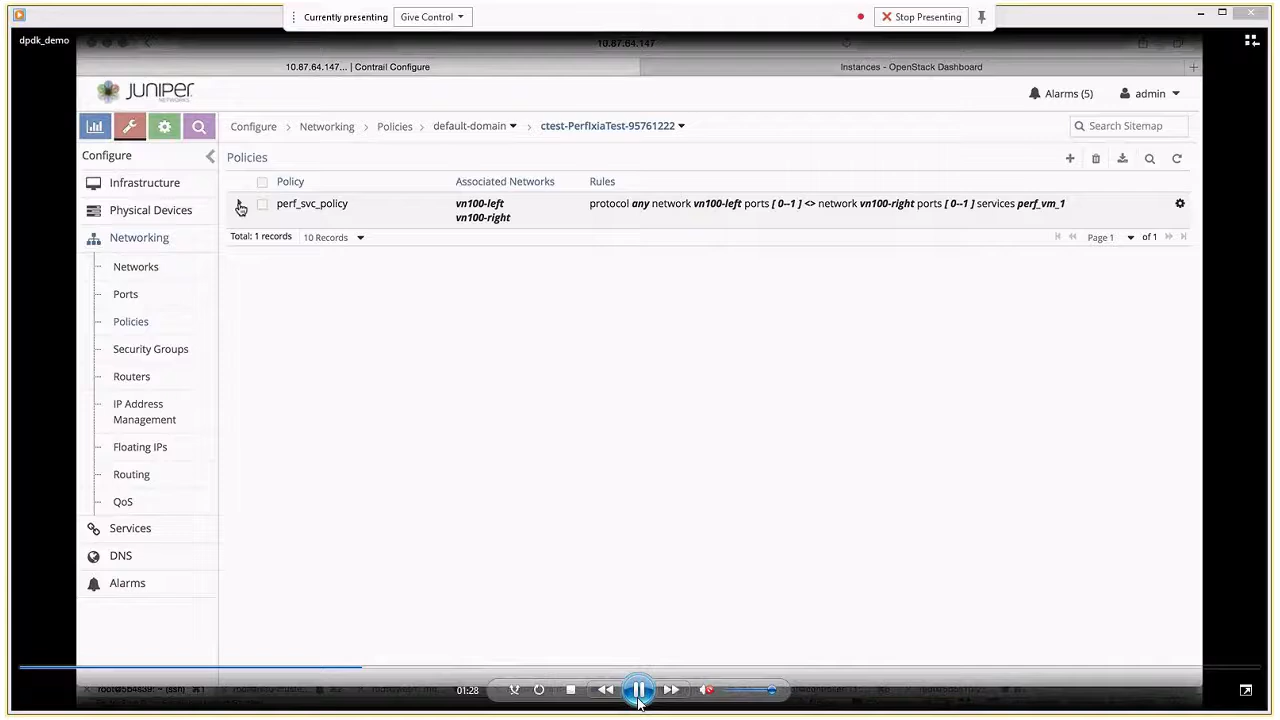 Currently presenting Give Control Stop Presenting
dpdk_demo
10.87.64.147
10.87.64.147... | Contrail Configure Instances - OpenStack Dashboard
JUNIPER NETWORKS Alarms (5) admin
Configure Networking Policies default-domain ctest-PerfIxiaTest-95761222 Search Sitemap
Configure Policies
Policy Associated Networks Rules
Infrastructure
perf_svc_policy vn100-left protocol any network vn100-left ports [ 0--1 ] <> network vn100-right ports [ 0--1 ] services perf_vm_1
vn100-right
Physical Devices
Total: 1 records 10 Records Page 1 of 1
Networking
Networks
Ports
Policies
Security Groups
Routers
IP Address
Management
Floating IPs
Routing
QoS
Services
DNS
Alarms
01:28